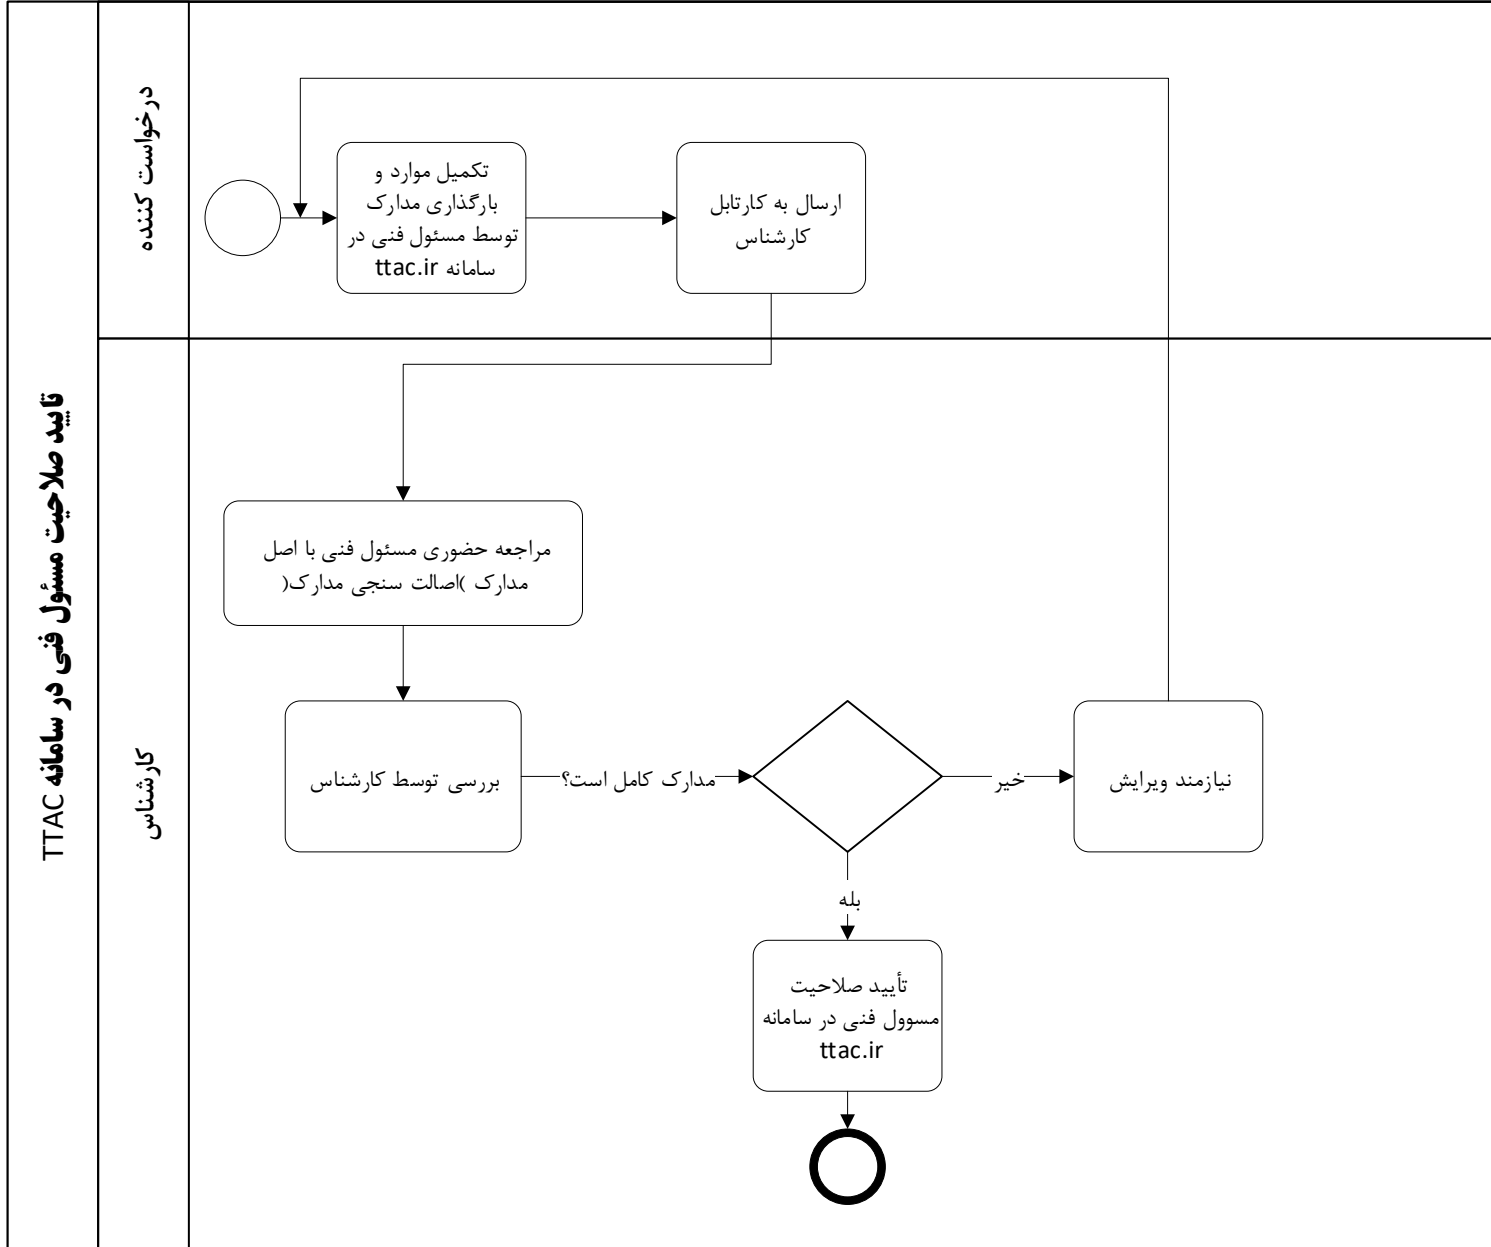 تایید صلاحیت مسئول فنی در سامانه TTAC
درخواست کننده
تکمیل موارد و
بارگذاری مدارک
توسط مسئول فنی در
سامانه ttac.ir
ارسال به کارتابل
کارشناس
کارشناس
مراجعه حضوری مسئول فنی با اصل
مدارک )اصالت سنجی مدارک(
بررسی توسط کارشناس
مدارک کامل است؟
خیر
نیازمند ویرایش
بله
تأیید صلاحیت
مسوول فنی در سامانه
ttac.ir